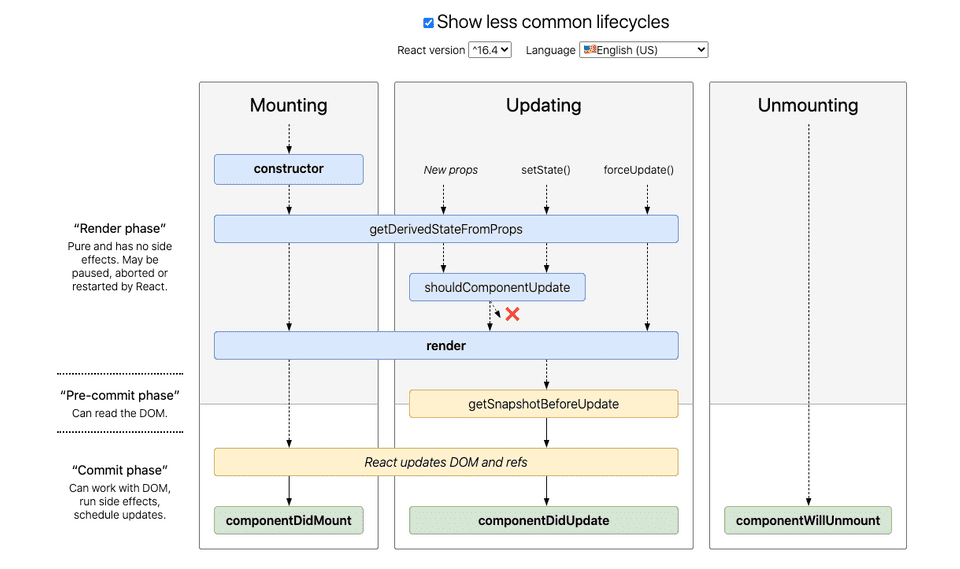 Show less common lifecycles
React version ^16.4 Language English (US)
Mounting
Updating
Unmounting
constructor
New props
setState()
forceUpdate()
“Render phase”
Pure and has no side
effects. May be
paused, aborted or
restarted by React.
getDerivedStateFromProps
shouldComponentUpdate
render
“Pre-commit phase”
Can read the DOM.
getSnapshotBeforeUpdate
“Commit phase”
Can work with DOM,
run side effects,
schedule updates.
React updates DOM and refs
componentDidMount
componentDidUpdate
componentWillUnmount